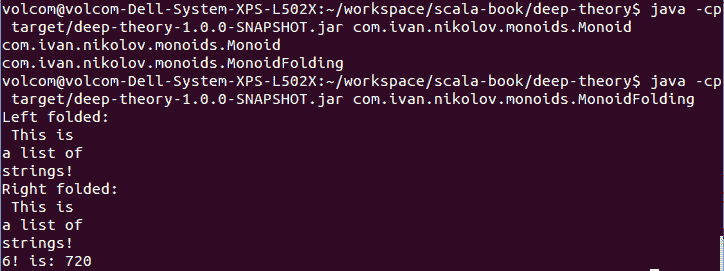 volcom@volcom-Dell-System-XPS-L502X:~/workspace/scala-book/deep-theory$ java -cp
 target/deep-theory-1.0.0-SNAPSHOT.jar com.ivan.nikolov.monoids.Monoid
com.ivan.nikolov.monoids.Monoid
com.ivan.nikolov.monoids.MonoidFolding
volcom@volcom-Dell-System-XPS-L502X:~/workspace/scala-book/deep-theory$ java -cp
 target/deep-theory-1.0.0-SNAPSHOT.jar com.ivan.nikolov.monoids.MonoidFolding
Left folded:
 This is
a list of
strings!
Right folded:
 This is
a list of
strings!
6! is: 720